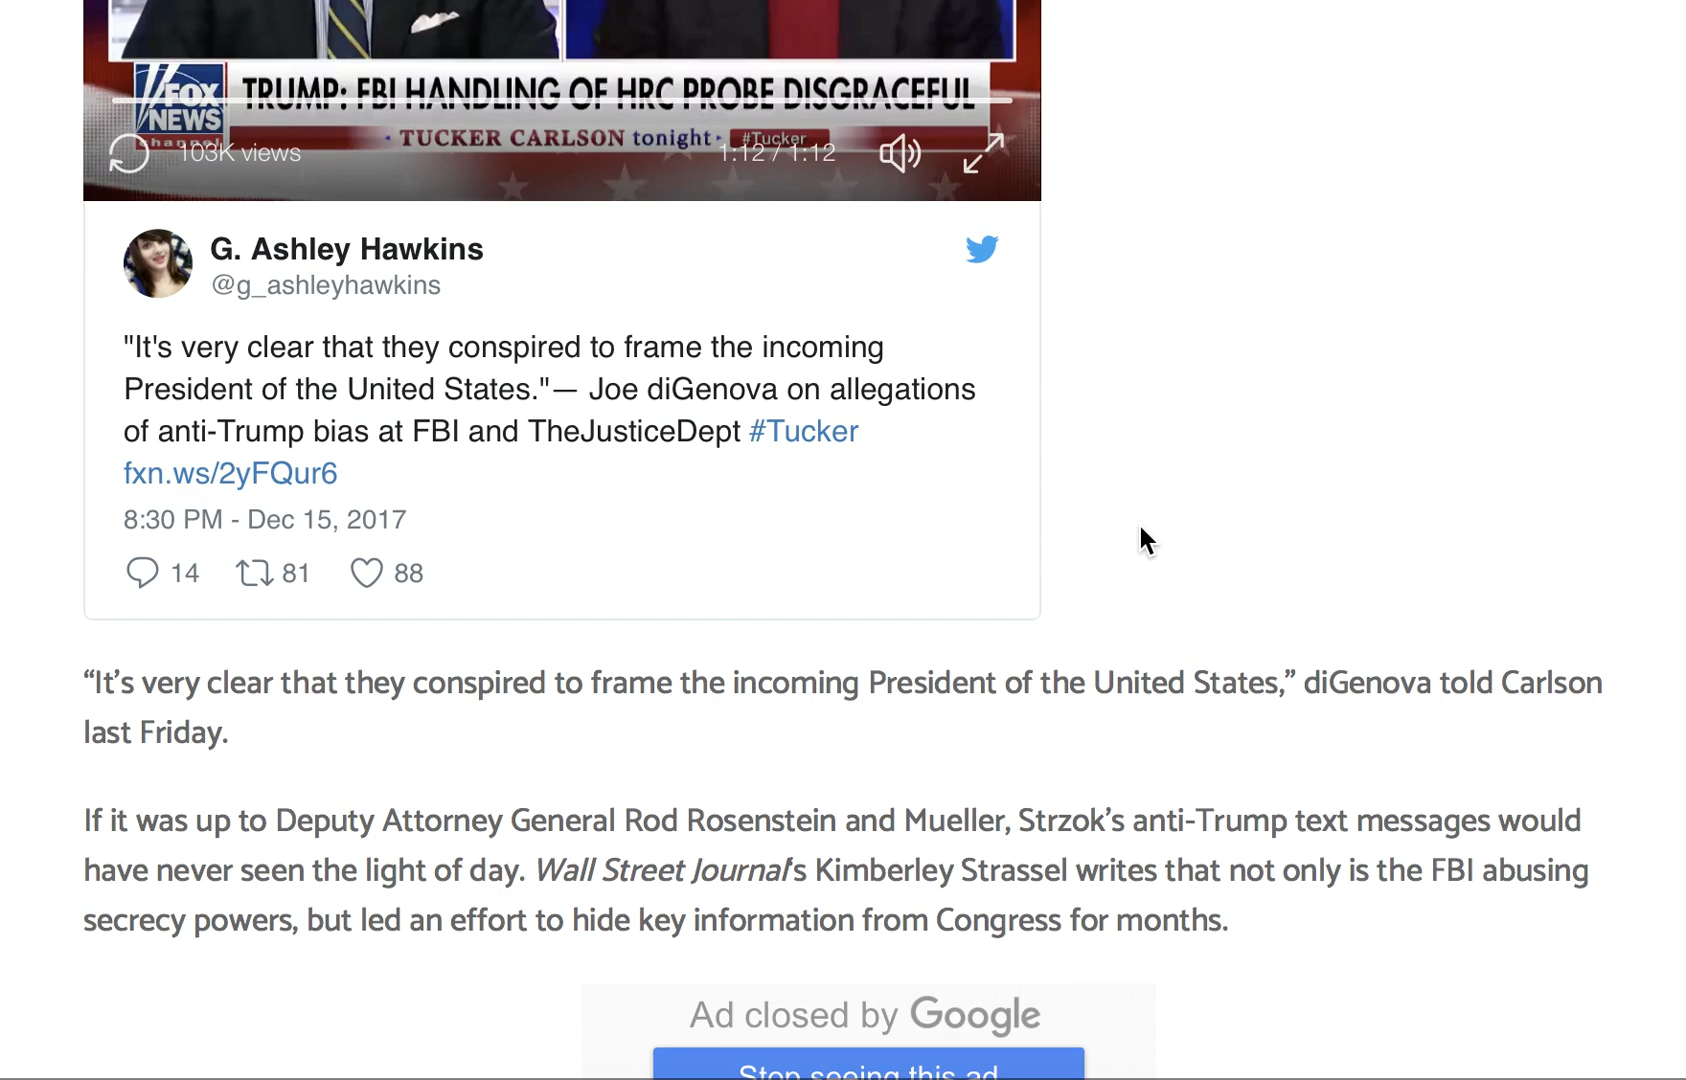 FOX
NEWS
channel
TRUMP: FBI HANDLING OF HRC PROBE DISGRACEFUL
TUCKER CARLSON tonight #Tucker
103K views 1:12 / 1:12
G. Ashley Hawkins
@g_ashleyhawkins
"It's very clear that they conspired to frame the incoming
President of the United States."— Joe diGenova on allegations
of anti-Trump bias at FBI and TheJusticeDept #Tucker
fxn.ws/2yFQur6
8:30 PM - Dec 15, 2017
14 81 88
“It’s very clear that they conspired to frame the incoming President of the United States,” diGenova told Carlson
last Friday.
If it was up to Deputy Attorney General Rod Rosenstein and Mueller, Strzok’s anti-Trump text messages would
have never seen the light of day. Wall Street Journal’s Kimberley Strassel writes that not only is the FBI abusing
secrecy powers, but led an effort to hide key information from Congress for months.
Ad closed by Google
Stop seeing this ad